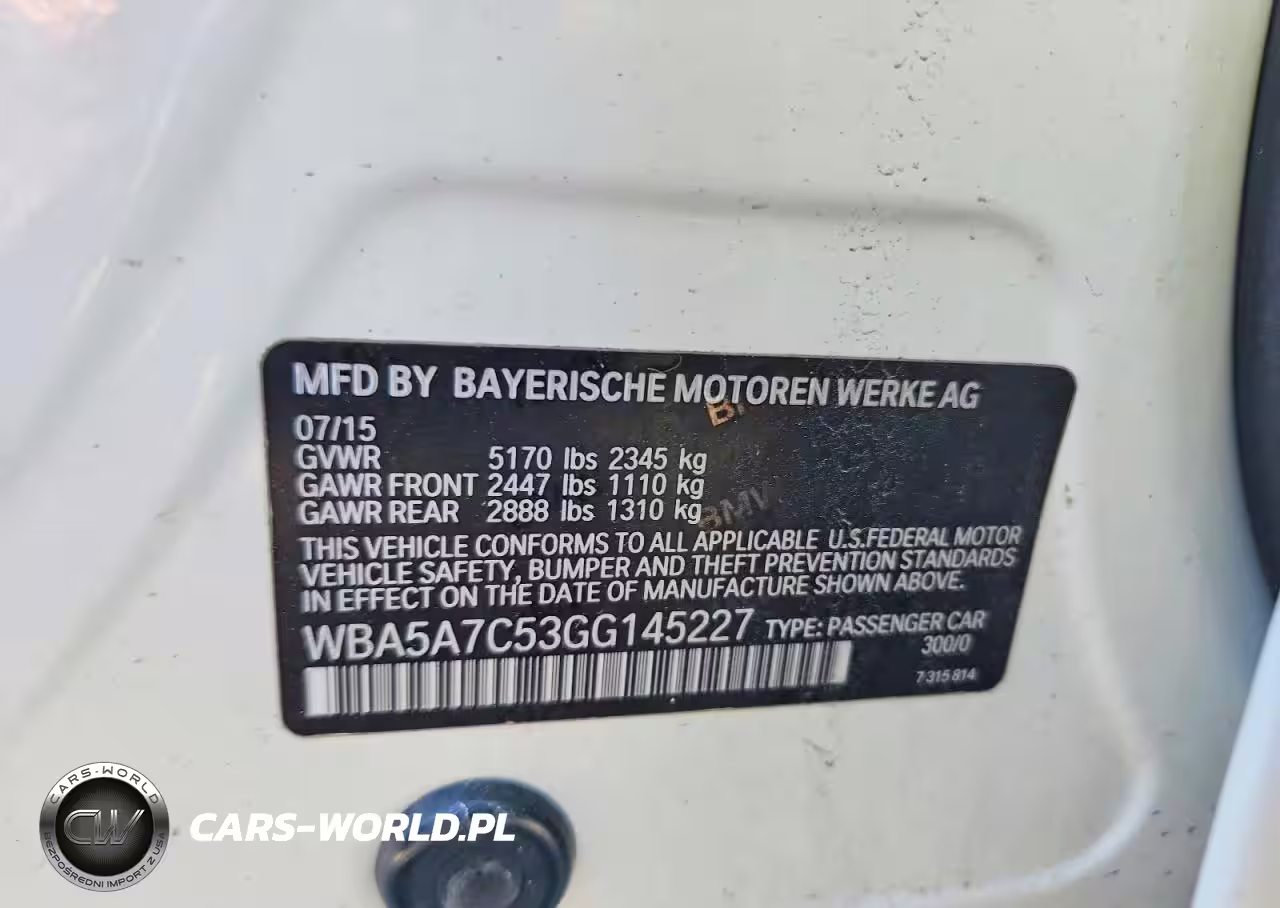 MFD BY BAYERISCHE MOTOREN WERKE AG
07/15
GVWR 5170 lbs 2345 kg
GAWR FRONT 2447 lbs 1110 kg
GAWR REAR 2888 lbs 1310 kg
THIS VEHICLE CONFORMS TO ALL APPLICABLE U.S.FEDERAL MOTOR
VEHICLE SAFETY, BUMPER AND THEFT PREVENTION STANDARDS
IN EFFECT ON THE DATE OF MANUFACTURE SHOWN ABOVE.
WBA5A7C53GG145227 TYPE: PASSENGER CAR
300/0
7 315 814
CARS-WORLD
CW
BEZPOŚREDNI IMPORT Z USA
CARS-WORLD.PL